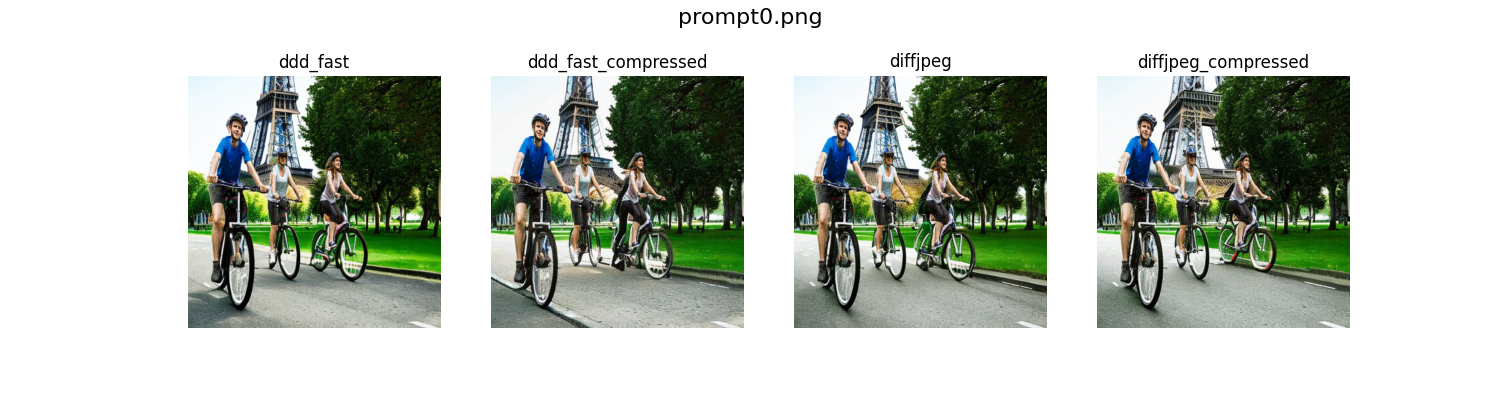 prompt0.png
ddd_fast
ddd_fast_compressed
diffjpeg
diffjpeg_compressed